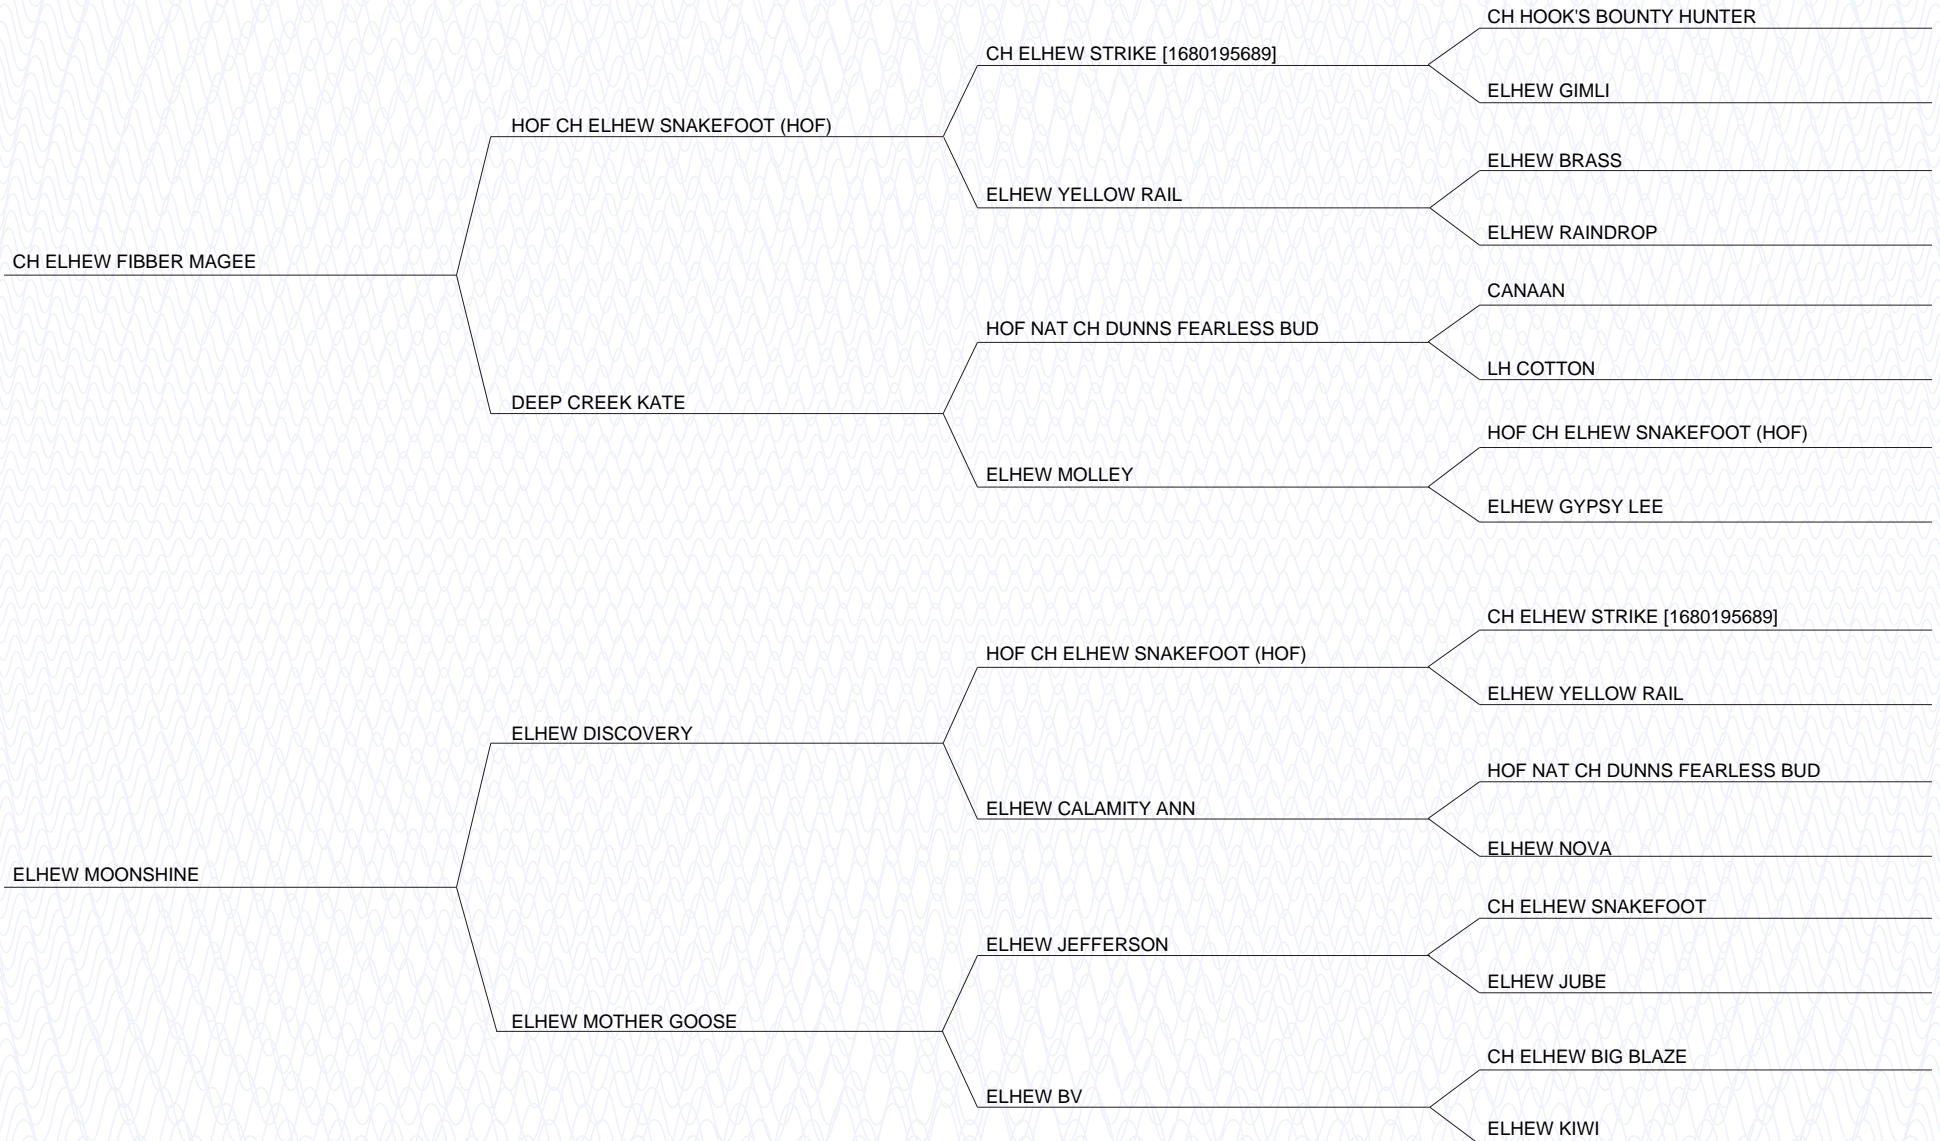 CH HOOK'S BOUNTY HUNTER
CH ELHEW STRIKE [1680195689]
ELHEW GIMLI
HOF CH ELHEW SNAKEFOOT (HOF)
ELHEW BRASS
ELHEW YELLOW RAIL
ELHEW RAINDROP
CH ELHEW FIBBER MAGEE
CANAAN
HOF NAT CH DUNNS FEARLESS BUD
LH COTTON
DEEP CREEK KATE
HOF CH ELHEW SNAKEFOOT (HOF)
ELHEW MOLLEY
ELHEW GYPSY LEE
CH ELHEW STRIKE [1680195689]
HOF CH ELHEW SNAKEFOOT (HOF)
ELHEW YELLOW RAIL
ELHEW DISCOVERY
HOF NAT CH DUNNS FEARLESS BUD
ELHEW CALAMITY ANN
ELHEW NOVA
ELHEW MOONSHINE
CH ELHEW SNAKEFOOT
ELHEW JEFFERSON
ELHEW JUBE
ELHEW MOTHER GOOSE
CH ELHEW BIG BLAZE
ELHEW BV
ELHEW KIWI